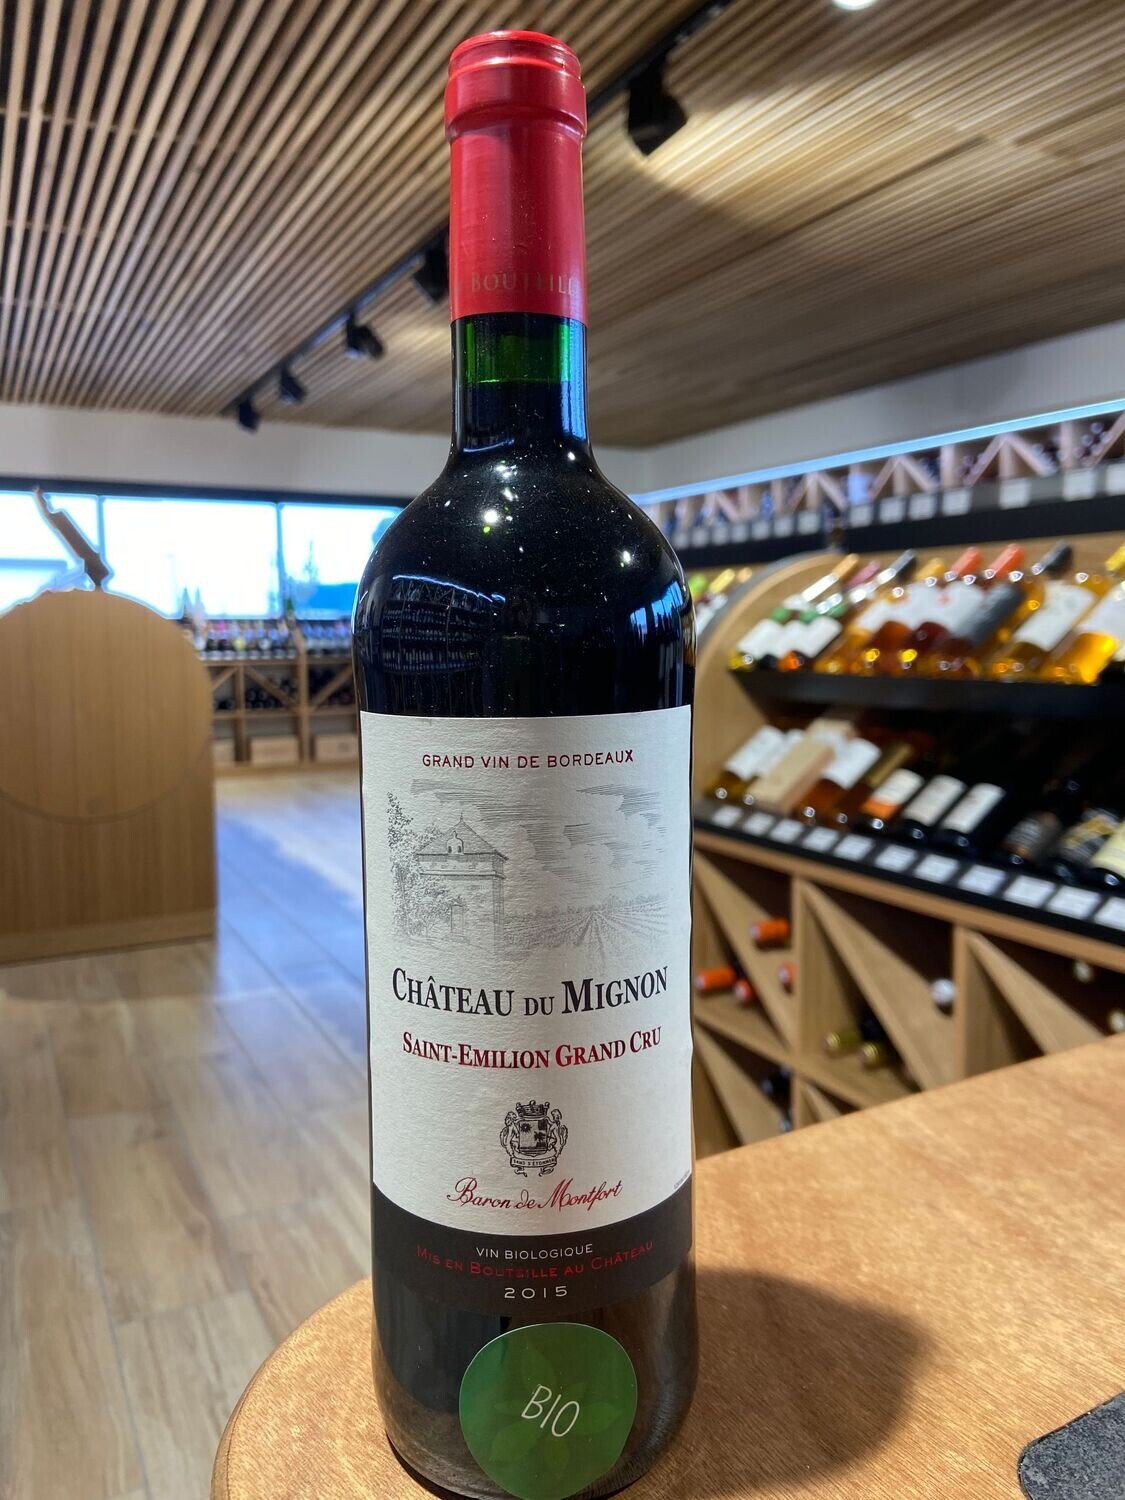 GRAND VIN DE BORDEAUX
CHÂTEAU DU MIGNON
SAINT-EMILION GRAND CRU
Baron de Montfort
VIN BIOLOGIQUE
MIS EN BOUTEILLE AU CHÂTEAU
2015
BIO